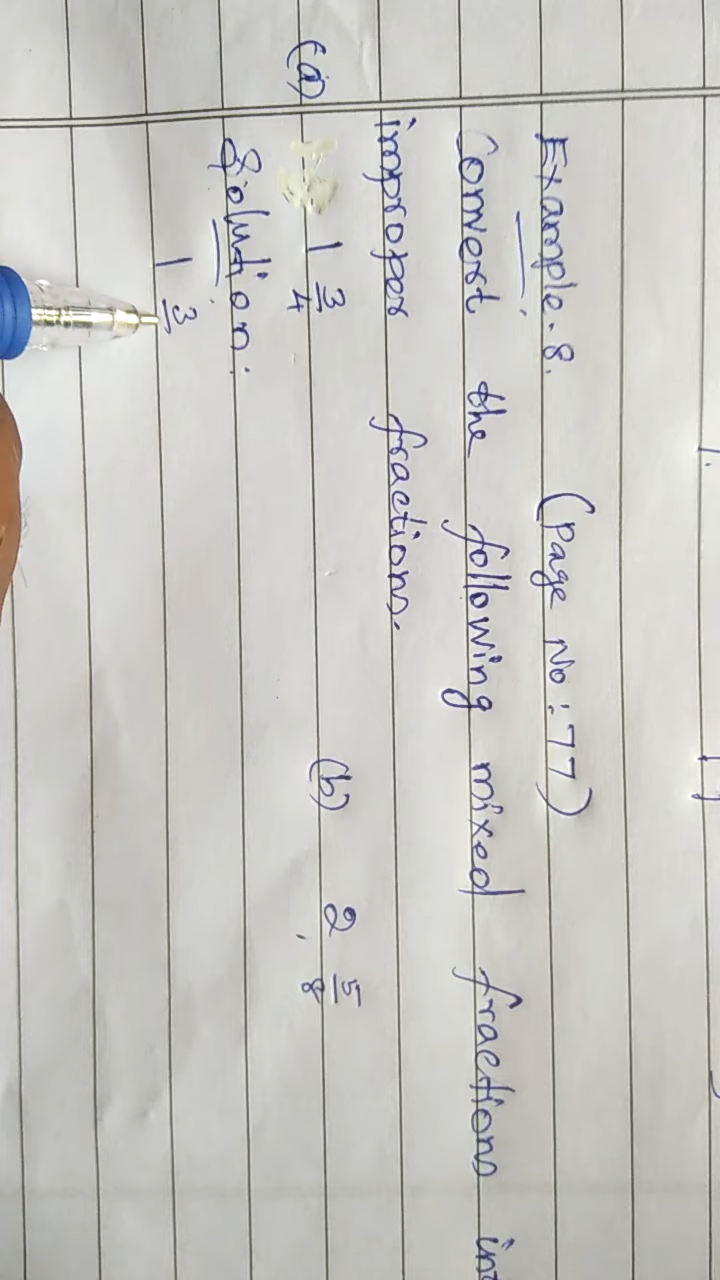 Example.8. (Page No:77)
Convert the following mixed fractions in
improper fractions.
(a) 1 3/4 (b) 2 5/8
Solution:
1 3/